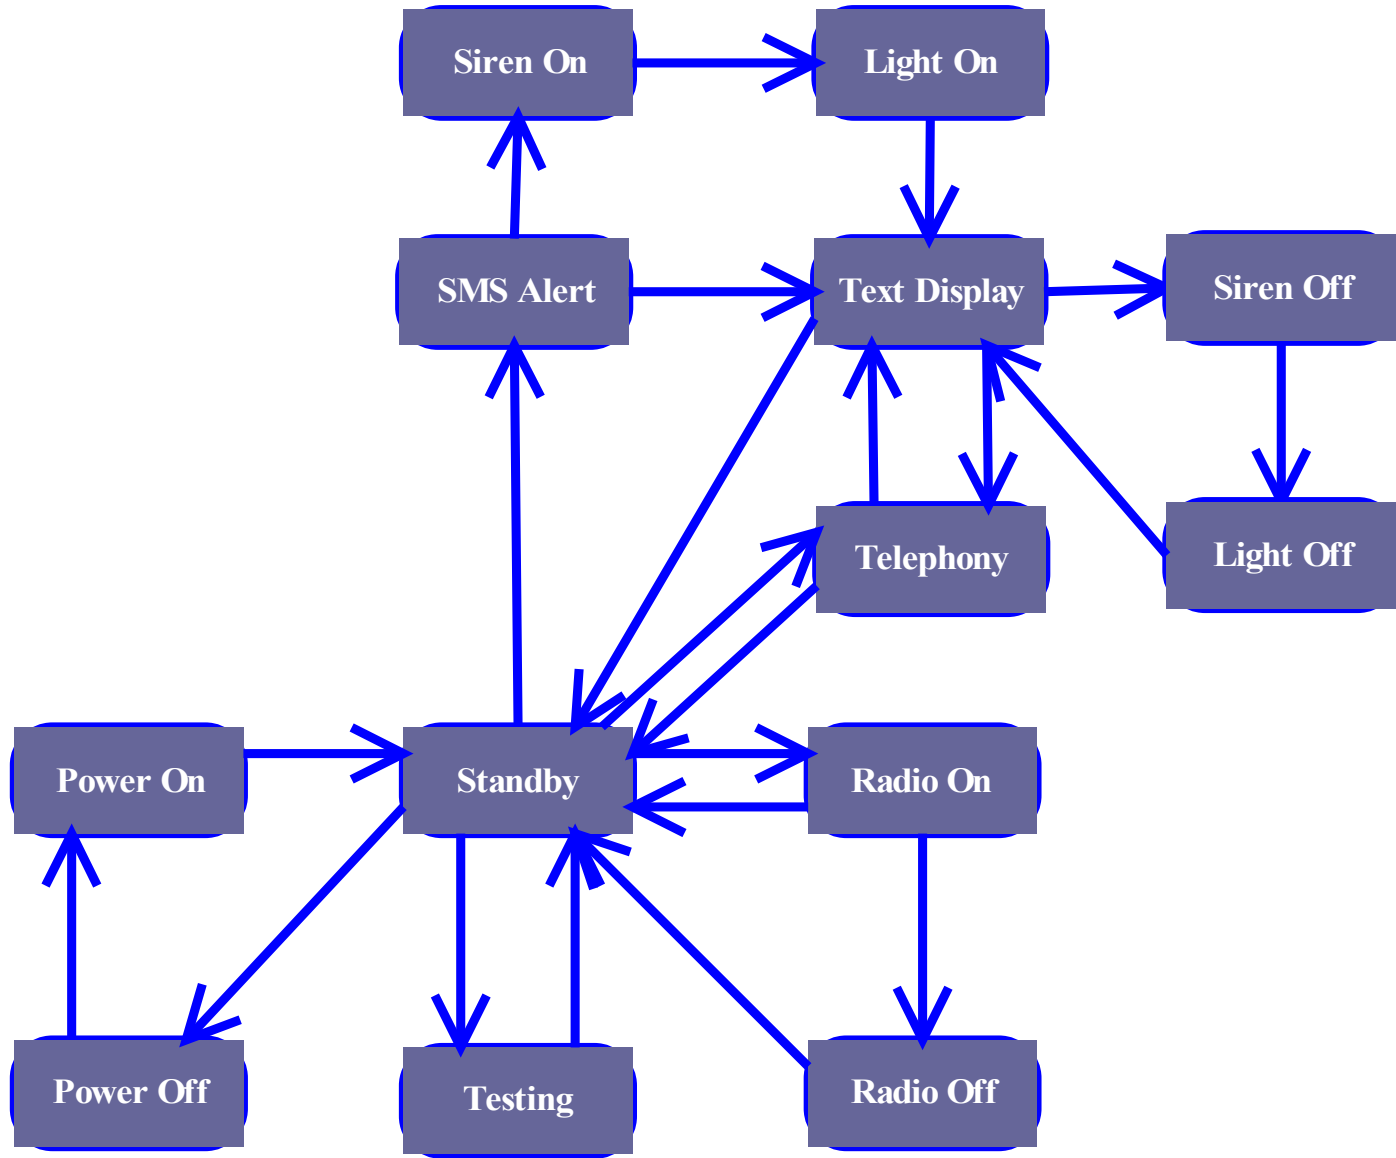 Siren On
Light On
SMS Alert
Text Display
Siren Off
Telephony
Light Off
Power On
Standby
Radio On
Power Off
Testing
Radio Off